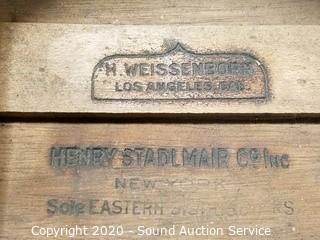 H. WEISSENBORN
LOS ANGELES, CAL.
HENRY STADLMAIR Co Inc
NEW YORK
Sole EASTERN
Copyright 2020 - Sound Auction Service